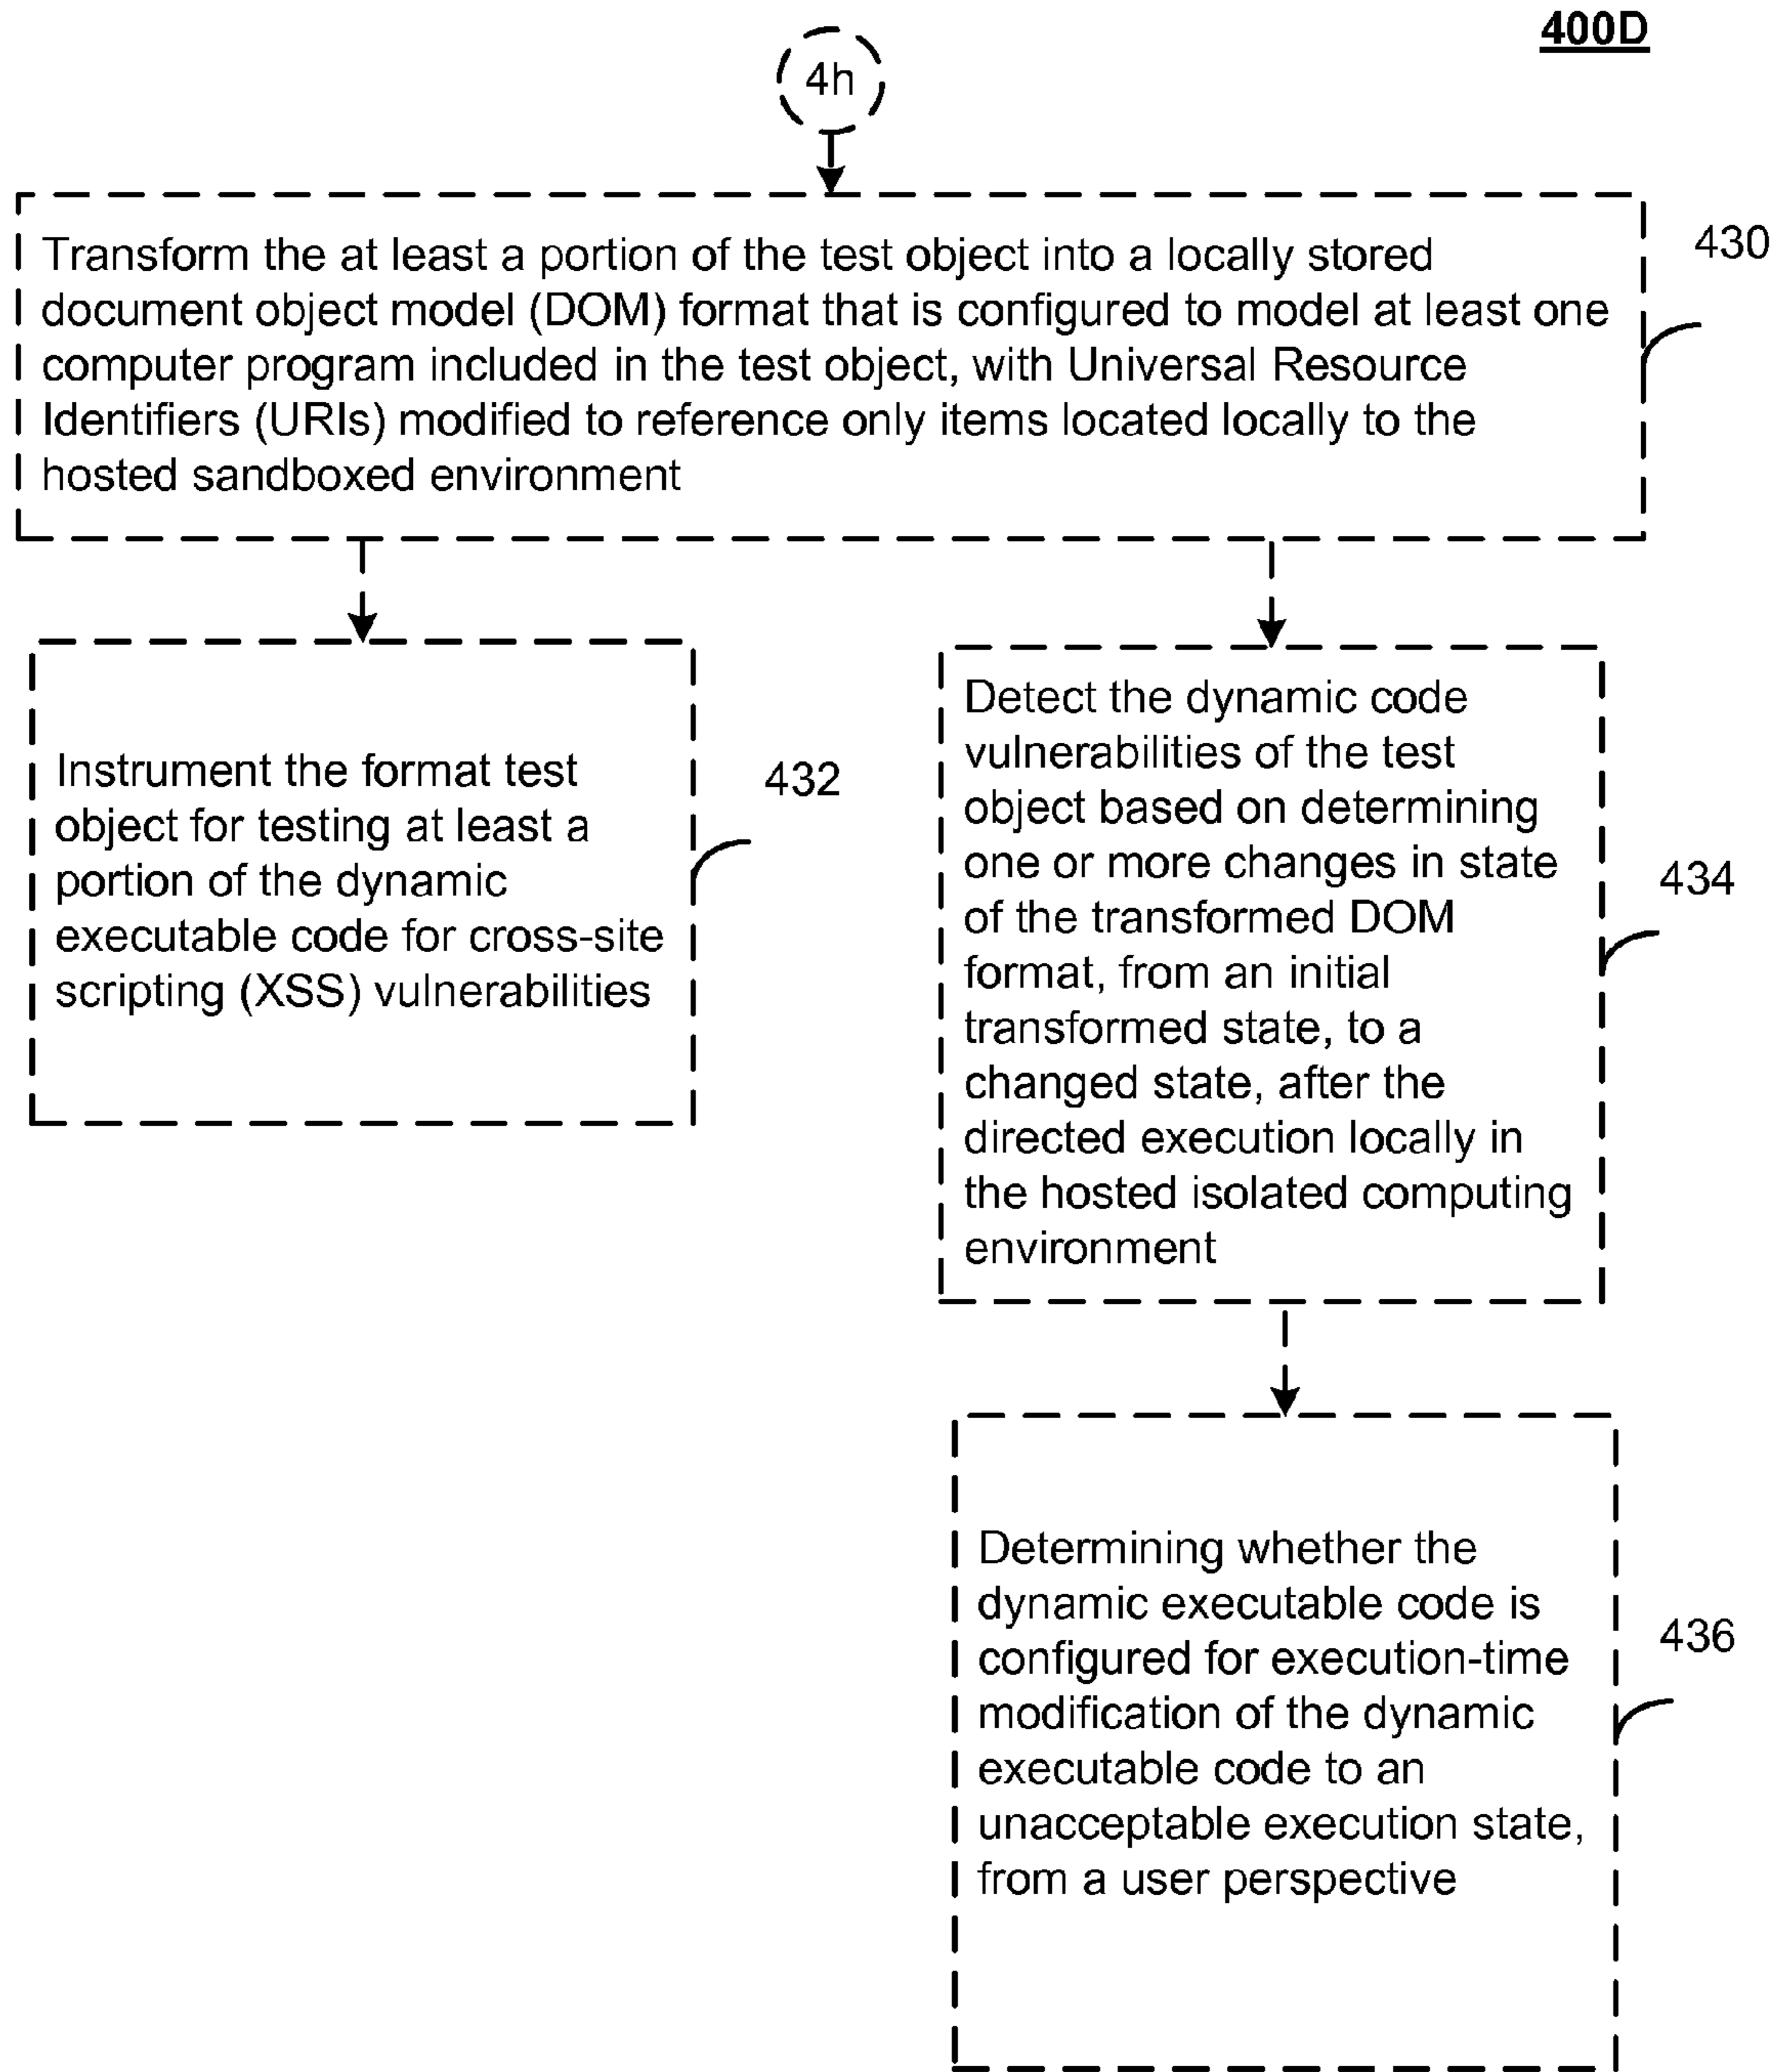 400D
4h
Transform the at least a portion of the test object into a locally stored
document object model (DOM) format that is configured to model at least one
computer program included in the test object, with Universal Resource
Identifiers (URIs) modified to reference only items located locally to the
hosted sandboxed environment
430
Instrument the format test
object for testing at least a
portion of the dynamic
executable code for cross-site
scripting (XSS) vulnerabilities
432
Detect the dynamic code
vulnerabilities of the test
object based on determining
one or more changes in state
of the transformed DOM
format, from an initial
transformed state, to a
changed state, after the
directed execution locally in
the hosted isolated computing
environment
434
Determining whether the
dynamic executable code is
configured for execution-time
modification of the dynamic
executable code to an
unacceptable execution state,
from a user perspective
436